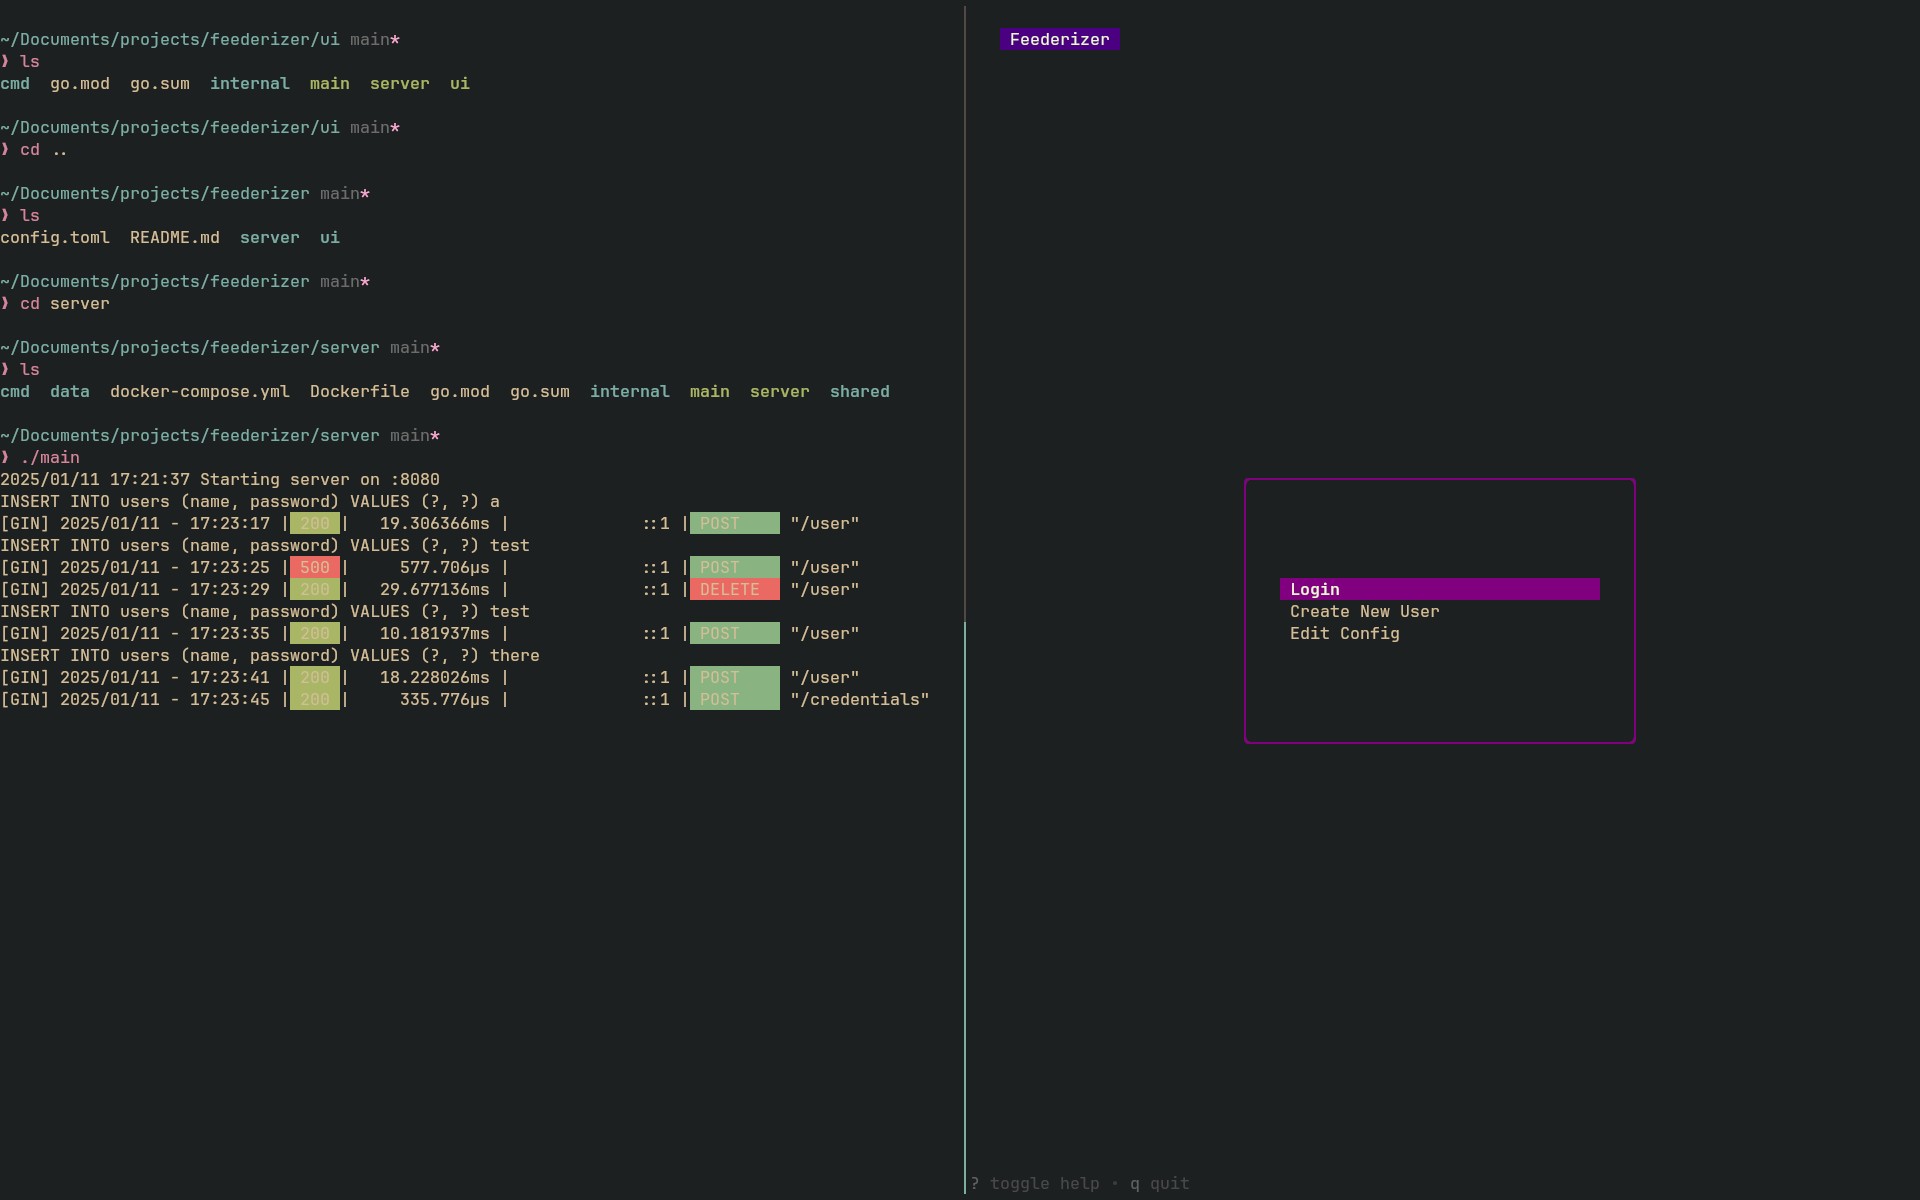 ~/Documents/projects/feederizer/ui main*
❱ ls
cmd  go.mod  go.sum  internal  main  server  ui
~/Documents/projects/feederizer/ui main*
❱ cd ..
~/Documents/projects/feederizer main*
❱ ls
config.toml  README.md  server  ui
~/Documents/projects/feederizer main*
❱ cd server
~/Documents/projects/feederizer/server main*
❱ ls
cmd  data  docker-compose.yml  Dockerfile  go.mod  go.sum  internal  main  server  shared
~/Documents/projects/feederizer/server main*
❱ ./main
2025/01/11 17:21:37 Starting server on :8080
INSERT INTO users (name, password) VALUES (?, ?) a
[GIN] 2025/01/11 - 17:23:17 | 200 |   19.306366ms |             ::1 | POST     "/user"
INSERT INTO users (name, password) VALUES (?, ?) test
[GIN] 2025/01/11 - 17:23:25 | 500 |     577.706µs |             ::1 | POST     "/user"
[GIN] 2025/01/11 - 17:23:29 | 200 |   29.677136ms |             ::1 | DELETE   "/user"
INSERT INTO users (name, password) VALUES (?, ?) test
[GIN] 2025/01/11 - 17:23:35 | 200 |   10.181937ms |             ::1 | POST     "/user"
INSERT INTO users (name, password) VALUES (?, ?) there
[GIN] 2025/01/11 - 17:23:41 | 200 |   18.228026ms |             ::1 | POST     "/user"
[GIN] 2025/01/11 - 17:23:45 | 200 |     335.776µs |             ::1 | POST     "/credentials"
Feederizer
Login
Create New User
Edit Config
? toggle help • q quit